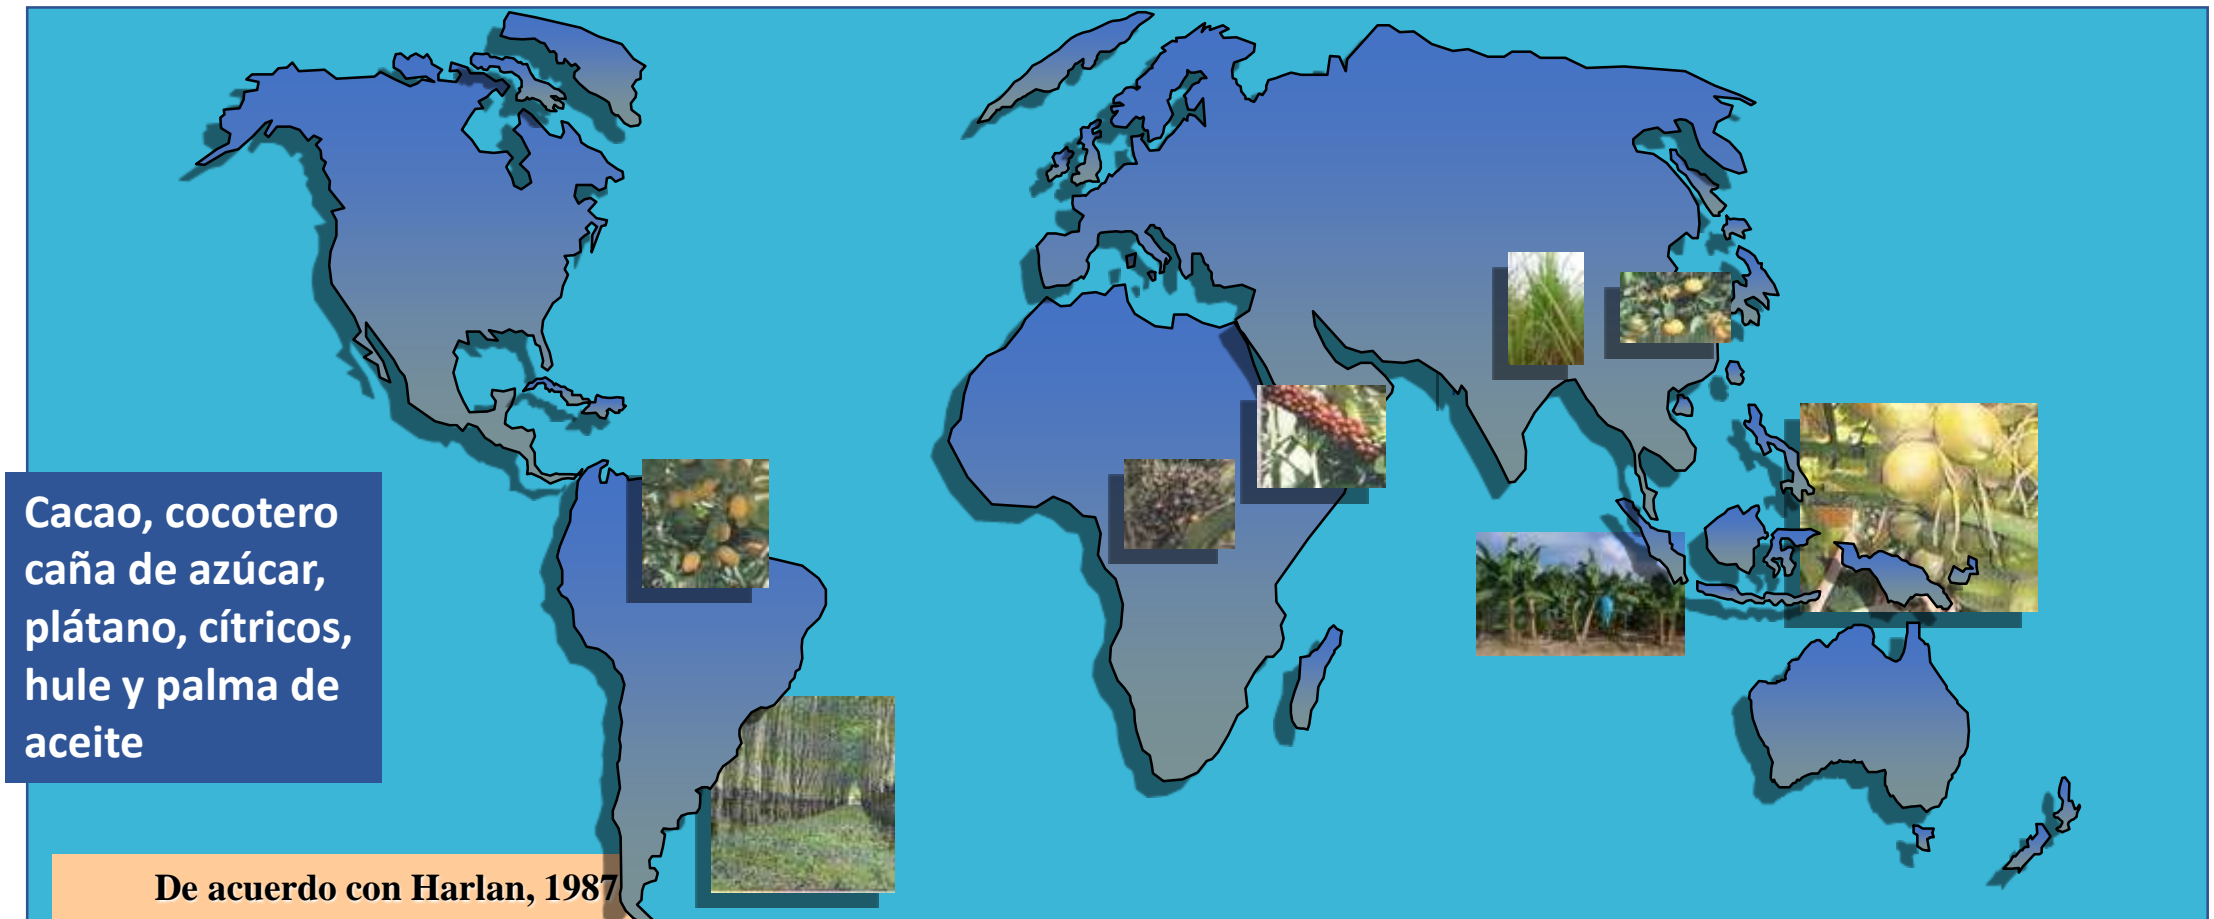 Cacao, cocotero
caña de azúcar,
plátano, cítricos,
hule y palma de
aceite
De acuerdo con Harlan, 1987